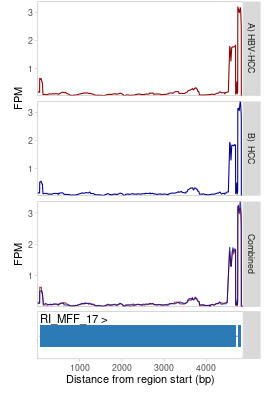 3
2
1
FPM
A) HBV-HCC
3
2
1
B) HCC
3
2
1
FPM
Combined
RI_MFF_17 >
1000 2000 3000 4000
Distance from region start (bp)